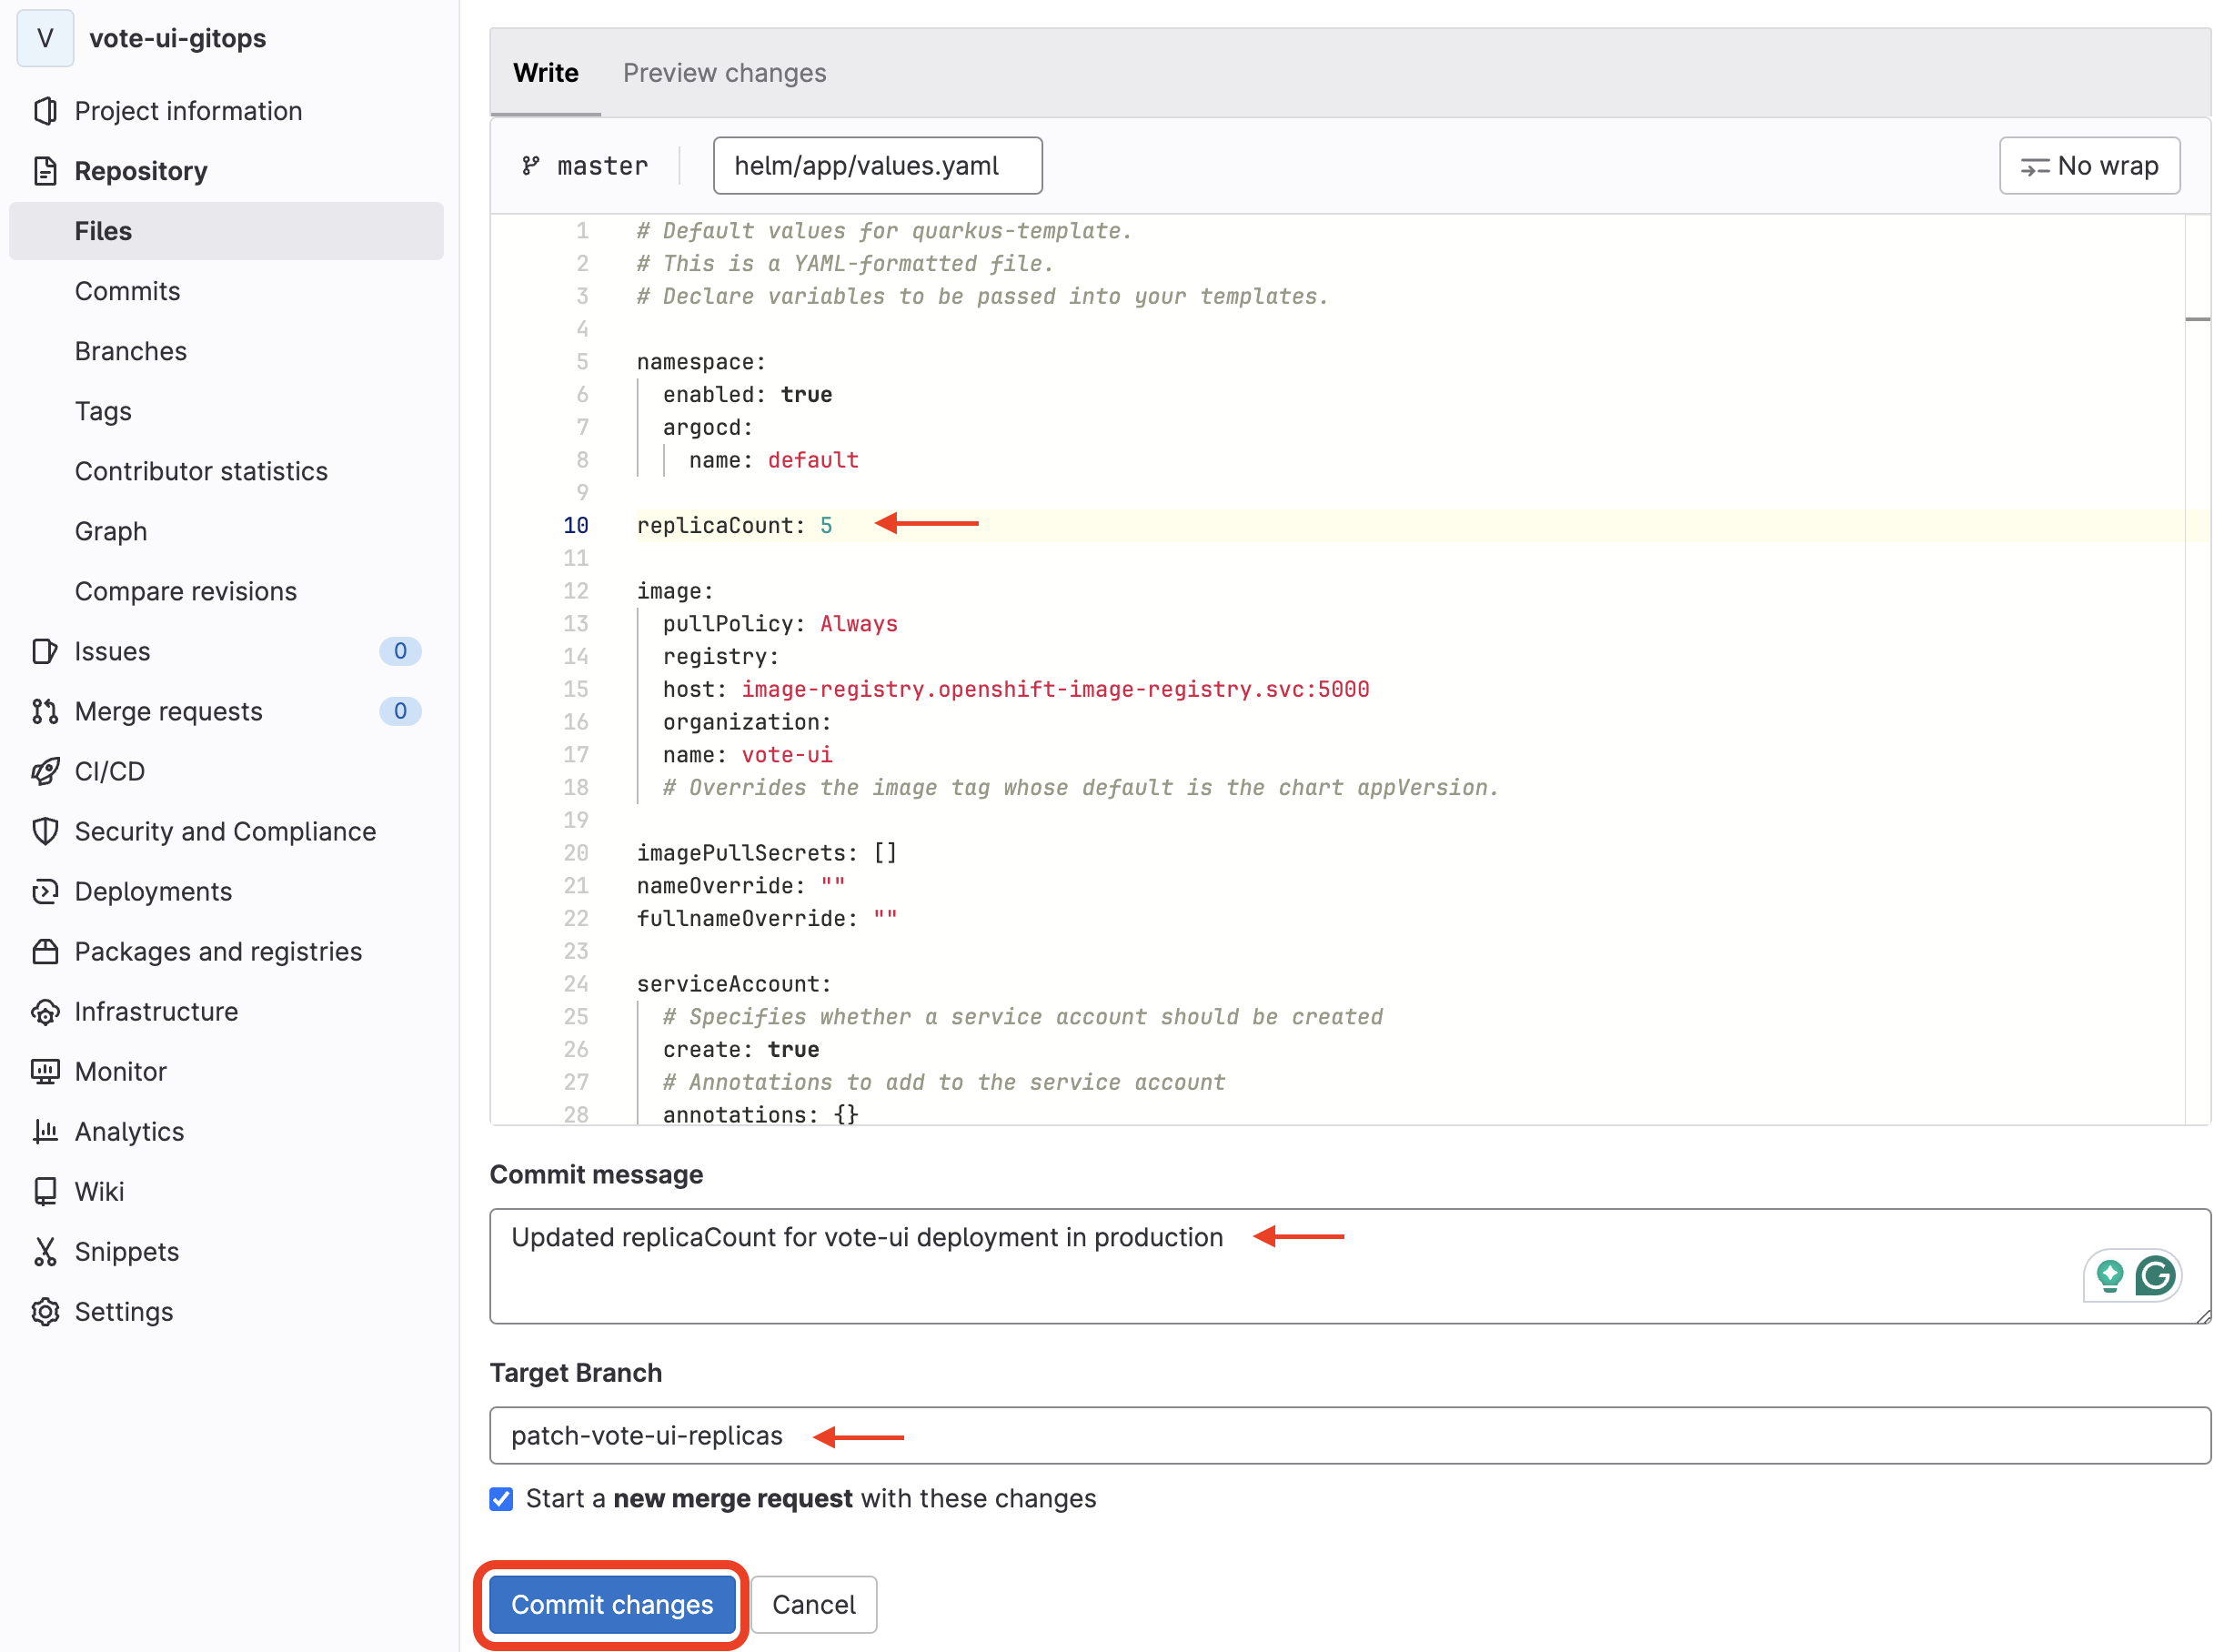 V vote-ui-gitops
Project information
Repository
Files
Commits
Branches
Tags
Contributor statistics
Graph
Compare revisions
Issues 0
Merge requests 0
CI/CD
Security and Compliance
Deployments
Packages and registries
Infrastructure
Monitor
Analytics
Wiki
Snippets
Settings
Write Preview changes
master helm/app/values.yaml No wrap
1 # Default values for quarkus-template.
2 # This is a YAML-formatted file.
3 # Declare variables to be passed into your templates.
4
5 namespace:
6   enabled: true
7   argocd:
8     name: default
9
10 replicaCount: 5
11
12 image:
13   pullPolicy: Always
14   registry:
15   host: image-registry.openshift-image-registry.svc:5000
16   organization:
17   name: vote-ui
18   # Overrides the image tag whose default is the chart appVersion.
19
20 imagePullSecrets: []
21 nameOverride: ""
22 fullnameOverride: ""
23
24 serviceAccount:
25   # Specifies whether a service account should be created
26   create: true
27   # Annotations to add to the service account
28   annotations: {}
Commit message
Updated replicaCount for vote-ui deployment in production
Target Branch
patch-vote-ui-replicas
Start a new merge request with these changes
Commit changes Cancel